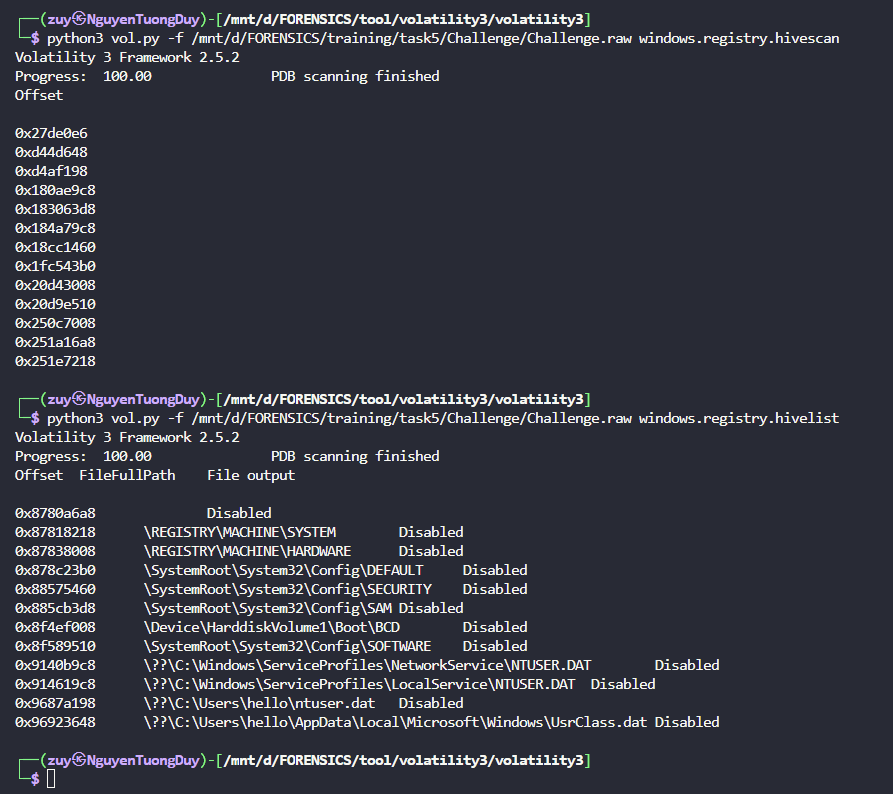 ┌──(zuy㉿NguyenTuongDuy)-[/mnt/d/FORENSICS/tool/volatility3/volatility3]
└─$ python3 vol.py -f /mnt/d/FORENSICS/training/task5/Challenge/Challenge.raw windows.registry.hivescan
Volatility 3 Framework 2.5.2
Progress:  100.00               PDB scanning finished
Offset
0x27de0e6
0xd44d648
0xd4af198
0x180ae9c8
0x183063d8
0x184a79c8
0x18cc1460
0x1fc543b0
0x20d43008
0x20d9e510
0x250c7008
0x251a16a8
0x251e7218
┌──(zuy㉿NguyenTuongDuy)-[/mnt/d/FORENSICS/tool/volatility3/volatility3]
└─$ python3 vol.py -f /mnt/d/FORENSICS/training/task5/Challenge/Challenge.raw windows.registry.hivelist
Volatility 3 Framework 2.5.2
Progress:  100.00               PDB scanning finished
Offset  FileFullPath    File output
0x8780a6a8              Disabled
0x87818218      \REGISTRY\MACHINE\SYSTEM        Disabled
0x87838008      \REGISTRY\MACHINE\HARDWARE      Disabled
0x878c23b0      \SystemRoot\System32\Config\DEFAULT     Disabled
0x88575460      \SystemRoot\System32\Config\SECURITY    Disabled
0x885cb3d8      \SystemRoot\System32\Config\SAM Disabled
0x8f4ef008      \Device\HarddiskVolume1\Boot\BCD        Disabled
0x8f589510      \SystemRoot\System32\Config\SOFTWARE    Disabled
0x9140b9c8      \??\C:\Windows\ServiceProfiles\NetworkService\NTUSER.DAT        Disabled
0x914619c8      \??\C:\Windows\ServiceProfiles\LocalService\NTUSER.DAT  Disabled
0x9687a198      \??\C:\Users\hello\ntuser.dat   Disabled
0x96923648      \??\C:\Users\hello\AppData\Local\Microsoft\Windows\UsrClass.dat Disabled
┌──(zuy㉿NguyenTuongDuy)-[/mnt/d/FORENSICS/tool/volatility3/volatility3]
└─$